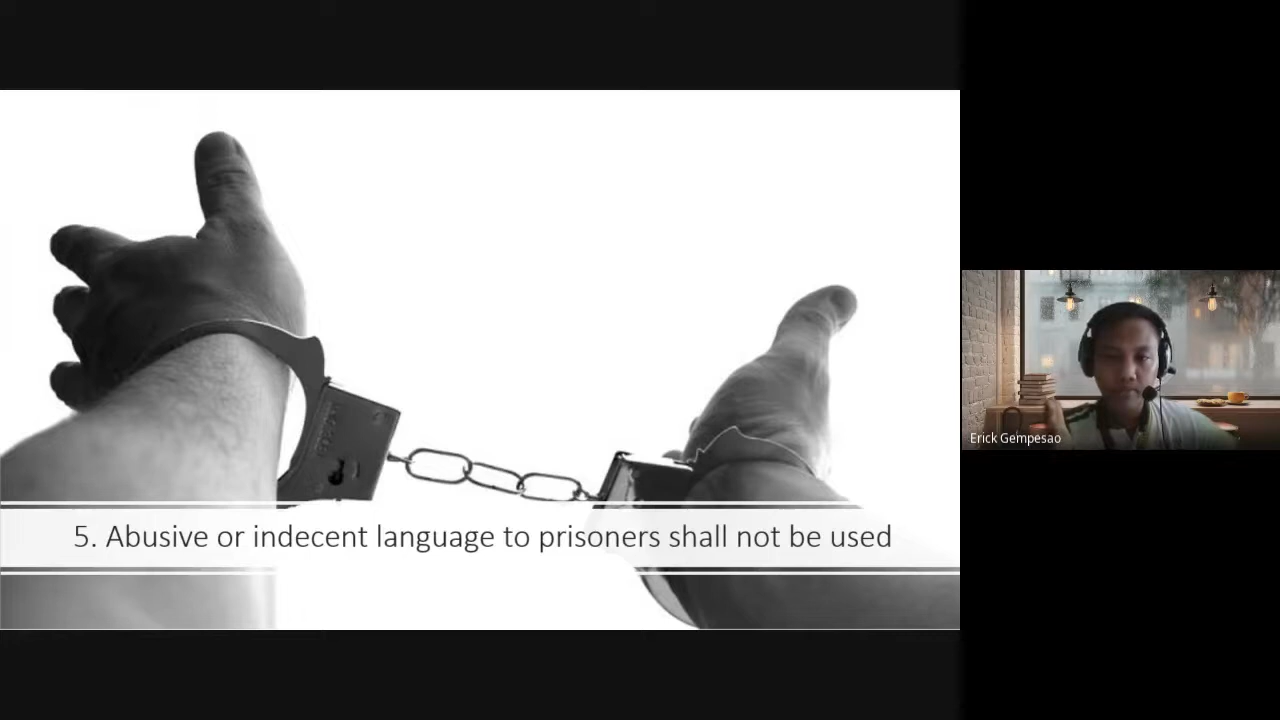 5. Abusive or indecent language to prisoners shall not be used
Erick Gempesao